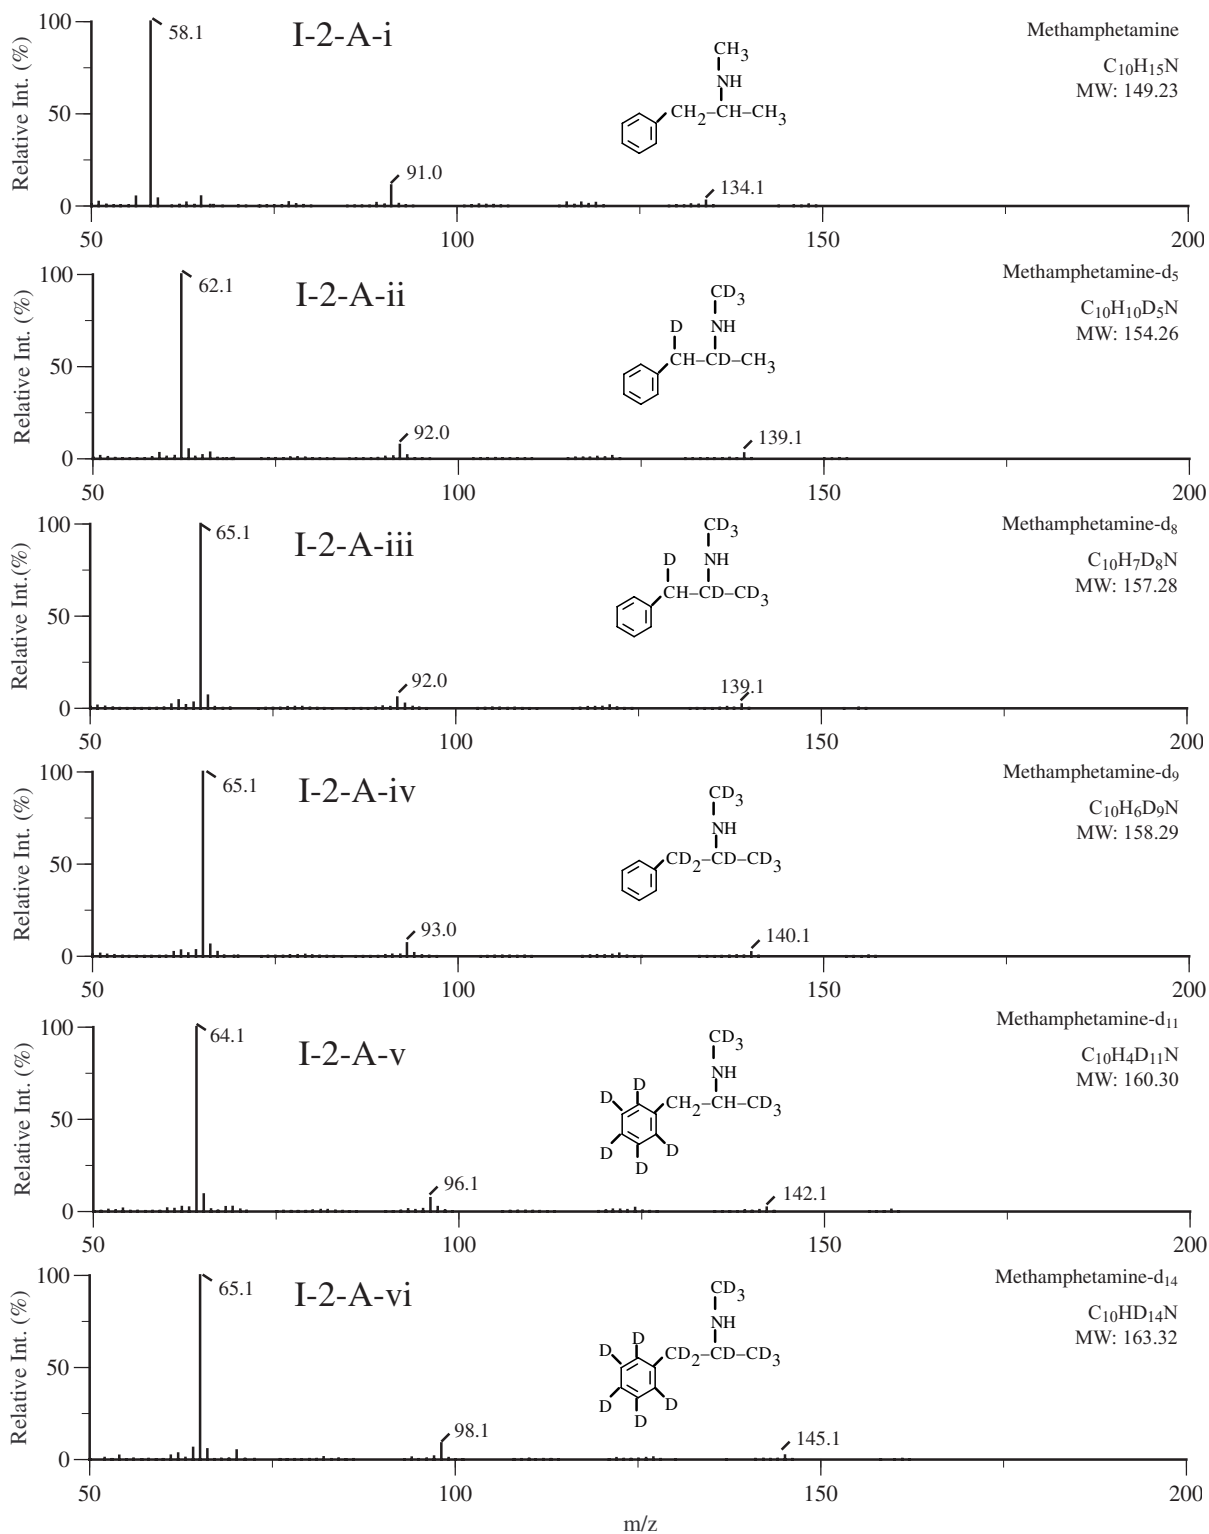 I-2-A-i
Methamphetamine
C10H15N
MW: 149.23
Relative Int. (%)
100
50
0
58.1
91.0
134.1
CH3
NH
CH2–CH–CH3
50 100 150 200
I-2-A-ii
Methamphetamine-d5
C10H10D5N
MW: 154.26
Relative Int. (%)
100
50
0
62.1
92.0
139.1
CD3
D NH
CH–CD–CH3
50 100 150 200
I-2-A-iii
Methamphetamine-d8
C10H7D8N
MW: 157.28
Relative Int.(%)
100
50
0
65.1
92.0
139.1
CD3
D NH
CH–CD–CD3
50 100 150 200
I-2-A-iv
Methamphetamine-d9
C10H6D9N
MW: 158.29
Relative Int. (%)
100
50
0
65.1
93.0
140.1
CD3
NH
CD2–CD–CD3
50 100 150 200
I-2-A-v
Methamphetamine-d11
C10H4D11N
MW: 160.30
Relative Int. (%)
100
50
0
64.1
96.1
142.1
CD3
NH
D D CH2–CH–CD3
D D D
50 100 150 200
I-2-A-vi
Methamphetamine-d14
C10HD14N
MW: 163.32
Relative Int. (%)
100
50
0
65.1
98.1
145.1
CD3
NH
D D CD2–CD–CD3
D D D
50 100 150 200
m/z